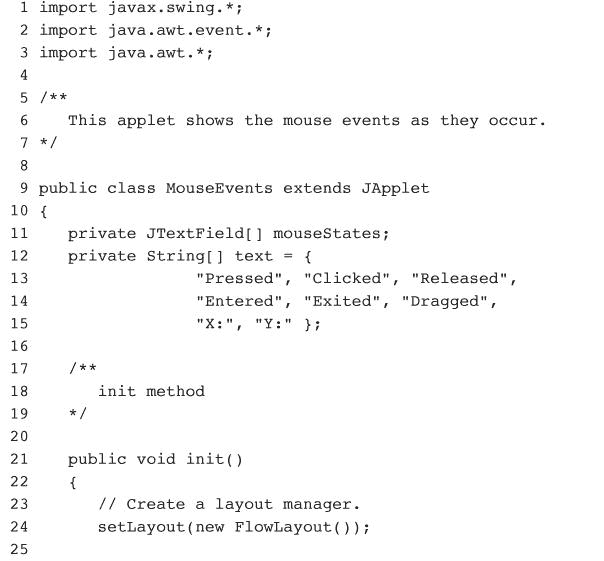 1 import javax.swing.*;
2 import java.awt.event.*;
3 import java.awt.*;
4
5 /**
6    This applet shows the mouse events as they occur.
7 */
8
9 public class MouseEvents extends JApplet
10 {
11    private JTextField[] mouseStates;
12    private String[] text = {
13                 "Pressed", "Clicked", "Released",
14                 "Entered", "Exited", "Dragged",
15                 "X:", "Y:" };
16
17    /**
18       init method
19    */
20
21    public void init()
22    {
23       // Create a layout manager.
24       setLayout(new FlowLayout());
25